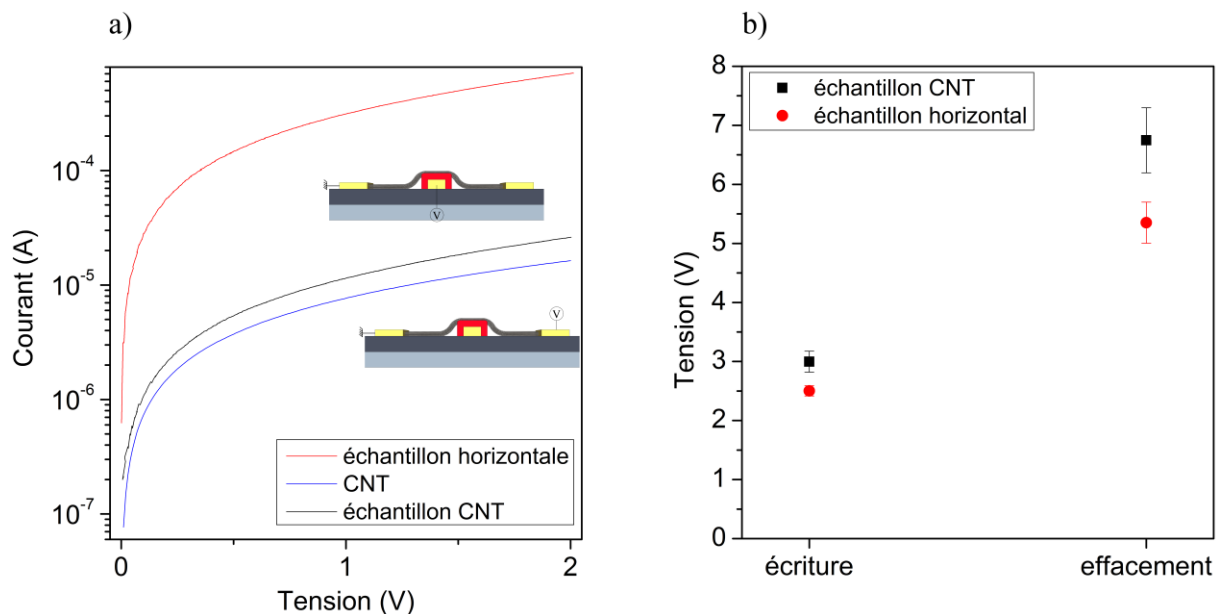 a)
Courant (A)
10⁻⁴
10⁻⁵
10⁻⁶
10⁻⁷
V
V
échantillon horizontale
CNT
échantillon CNT
0
1
2
Tension (V)
b)
Tension (V)
8
7
6
5
4
3
2
1
0
échantillon CNT
échantillon horizontal
écriture
effacement